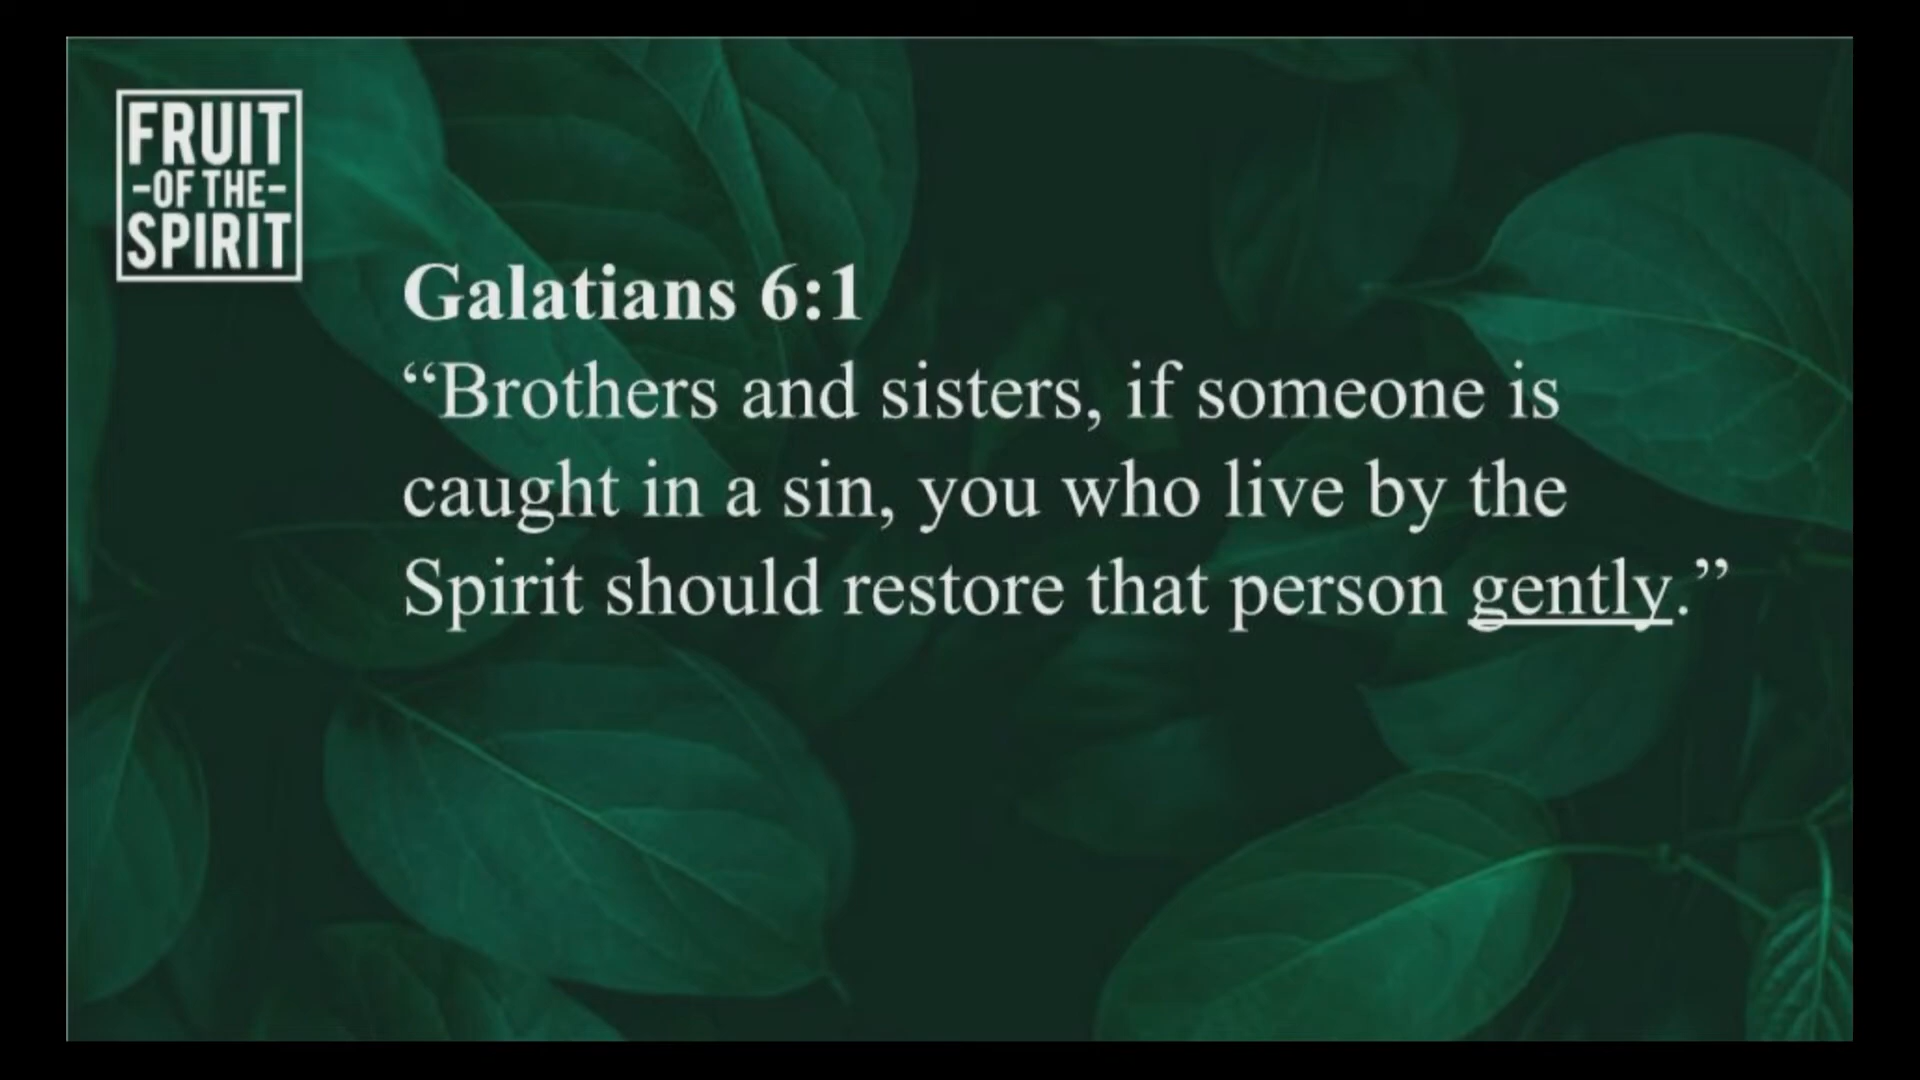 FRUIT
-OF THE-
SPIRIT
Galatians 6:1
“Brothers and sisters, if someone is
caught in a sin, you who live by the
Spirit should restore that person gently.”